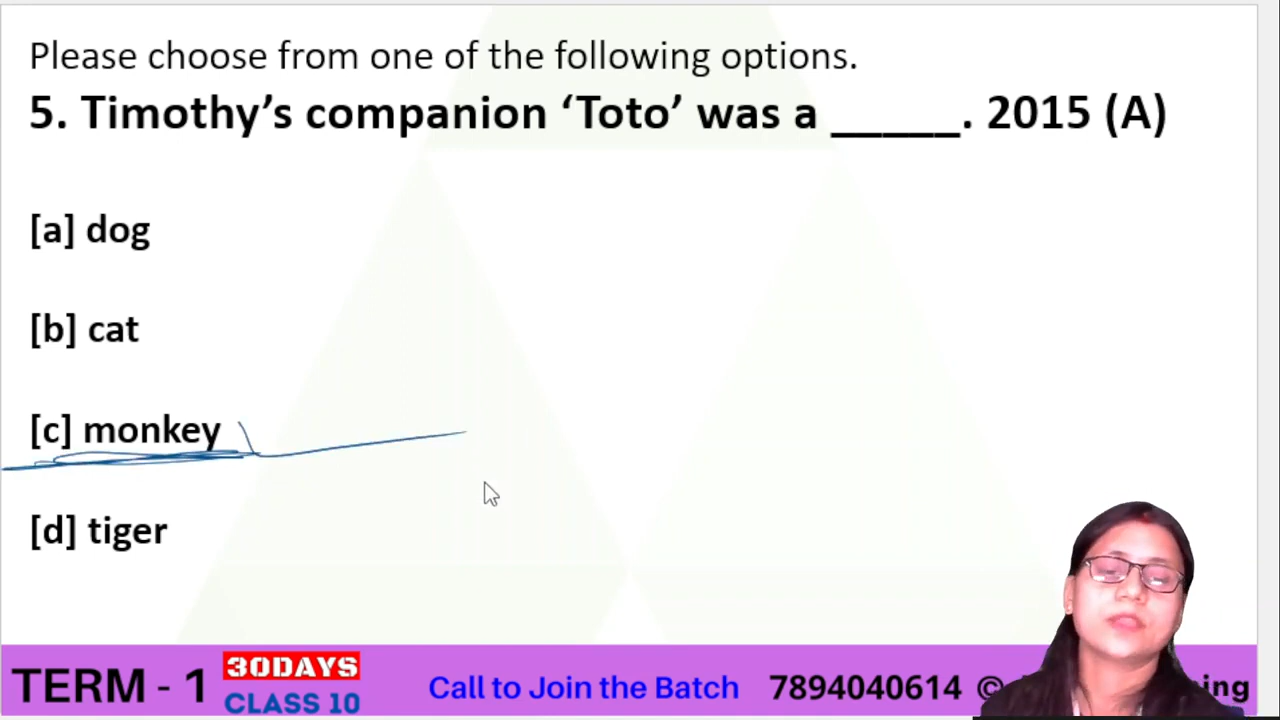 Please choose from one of the following options.
5. Timothy’s companion ‘Toto’ was a _____. 2015 (A)
[a] dog
[b] cat
[c] monkey
[d] tiger
TERM - 1 30DAYS CLASS 10 Call to Join the Batch 7894040614 ©